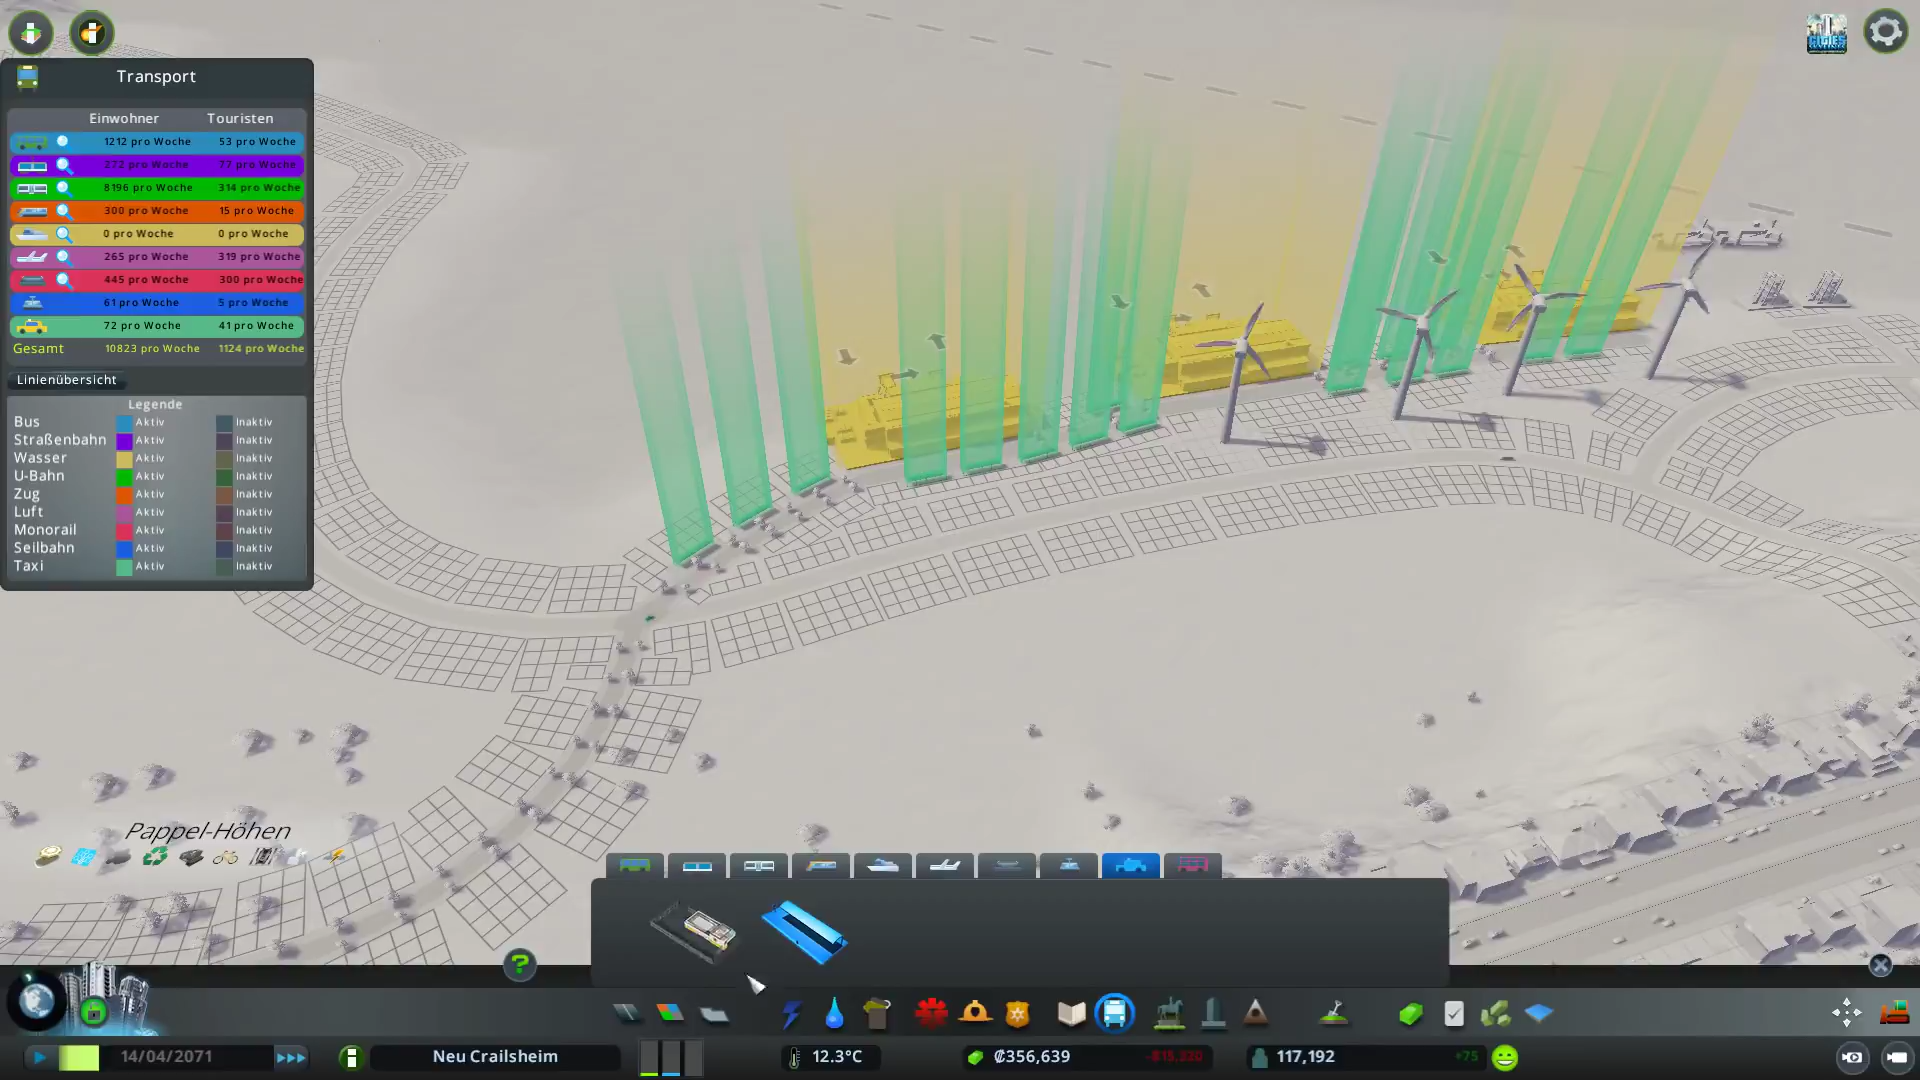 Transport
Einwohner Touristen
1212 pro Woche 53 pro Woche
272 pro Woche 77 pro Woche
8196 pro Woche 314 pro Woche
300 pro Woche 15 pro Woche
0 pro Woche 0 pro Woche
265 pro Woche 319 pro Woche
445 pro Woche 300 pro Woche
61 pro Woche 5 pro Woche
72 pro Woche 41 pro Woche
Gesamt 10823 pro Woche 1124 pro Woche
Linienübersicht
Legende
Bus Aktiv Inaktiv
Straßenbahn Aktiv Inaktiv
Wasser Aktiv Inaktiv
U-Bahn Aktiv Inaktiv
Zug Aktiv Inaktiv
Luft Aktiv Inaktiv
Monorail Aktiv Inaktiv
Seilbahn Aktiv Inaktiv
Taxi Aktiv Inaktiv
CITIES
Pappel-Höhen
?
14/04/2071 Neu Crailsheim 12.3°C ₡356,639 117,192 +75